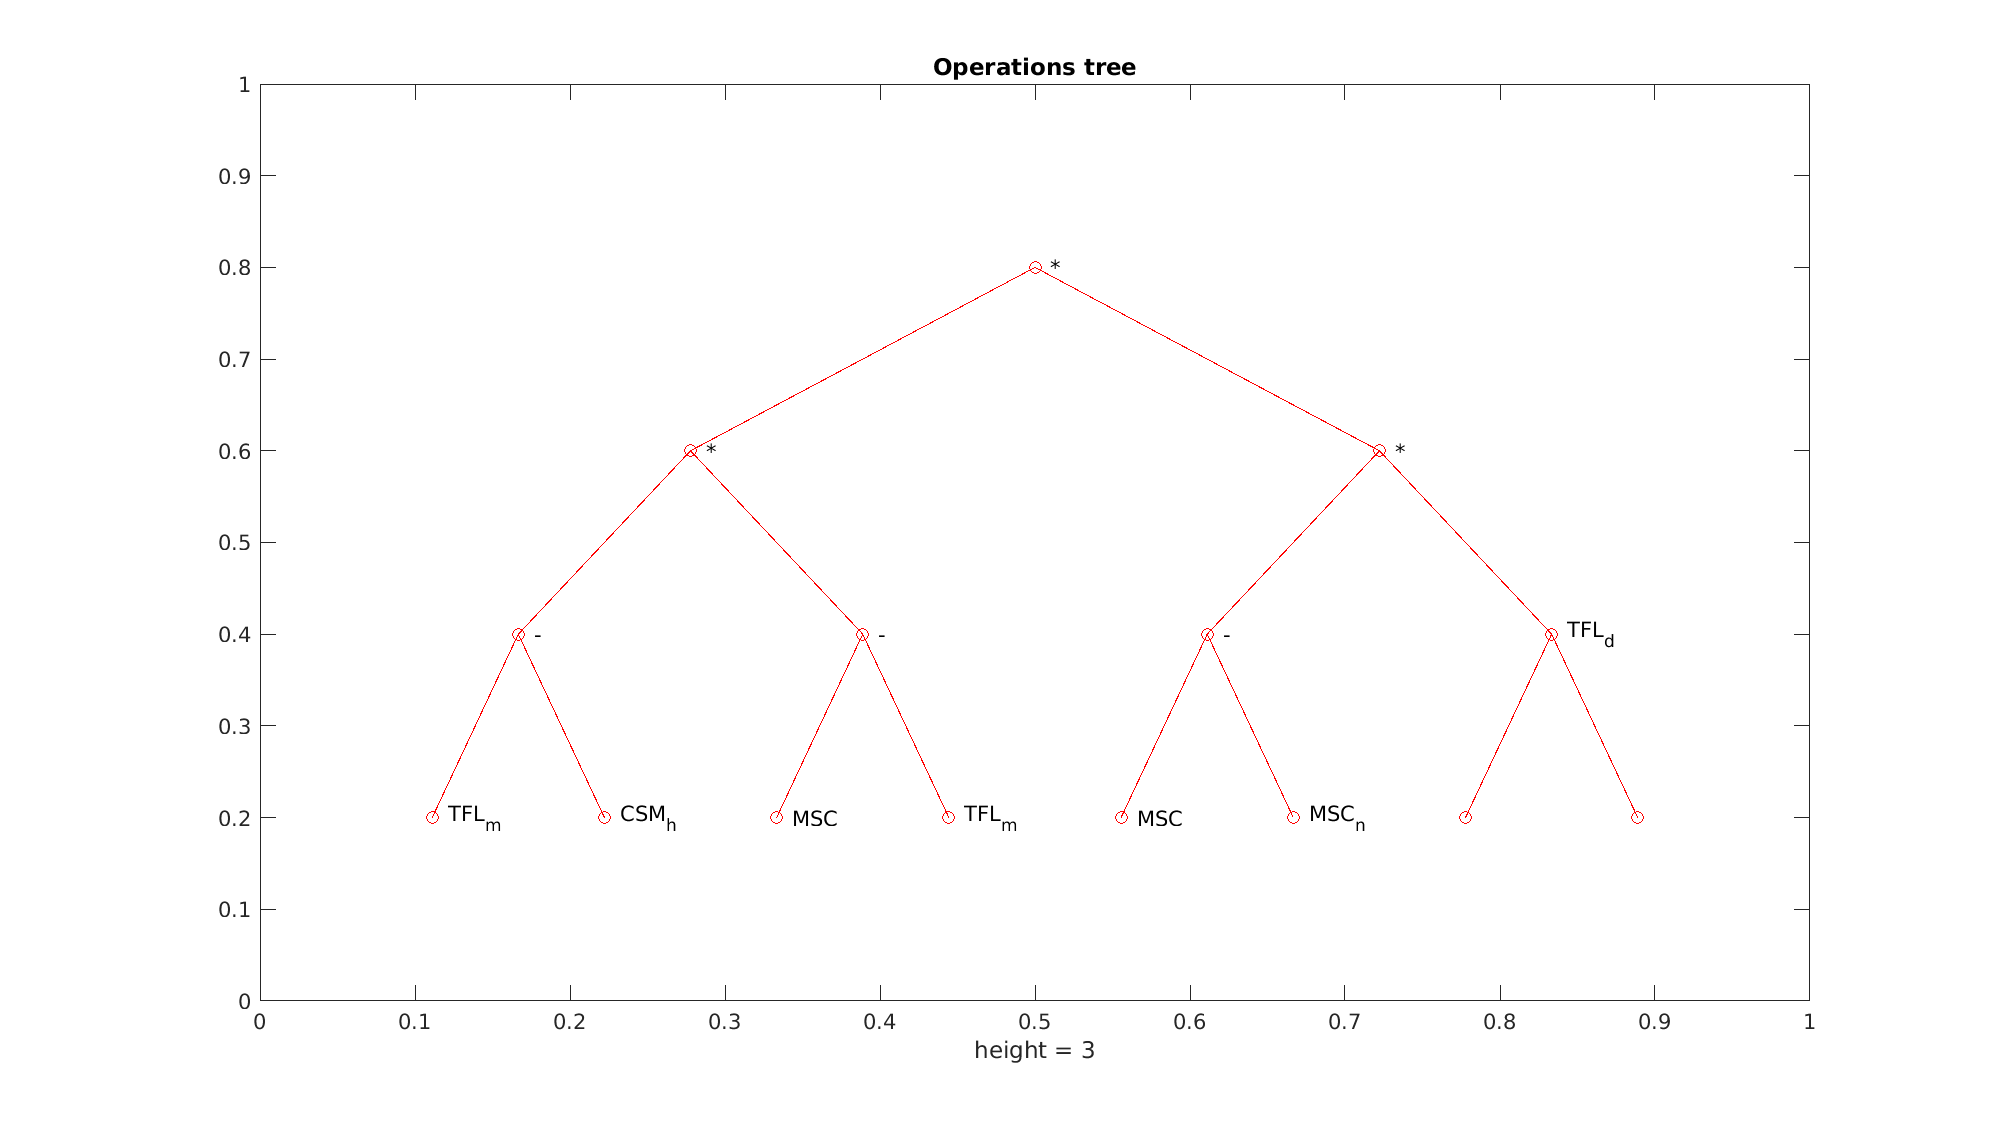 Operations tree
1
0.9
0.8
0.7
0.6
0.5
0.4
0.3
0.2
0.1
0
*
* *
- - - TFL_d
TFL_m CSM_h MSC TFL_m MSC MSC_n
0 0.1 0.2 0.3 0.4 0.5 0.6 0.7 0.8 0.9 1
height = 3